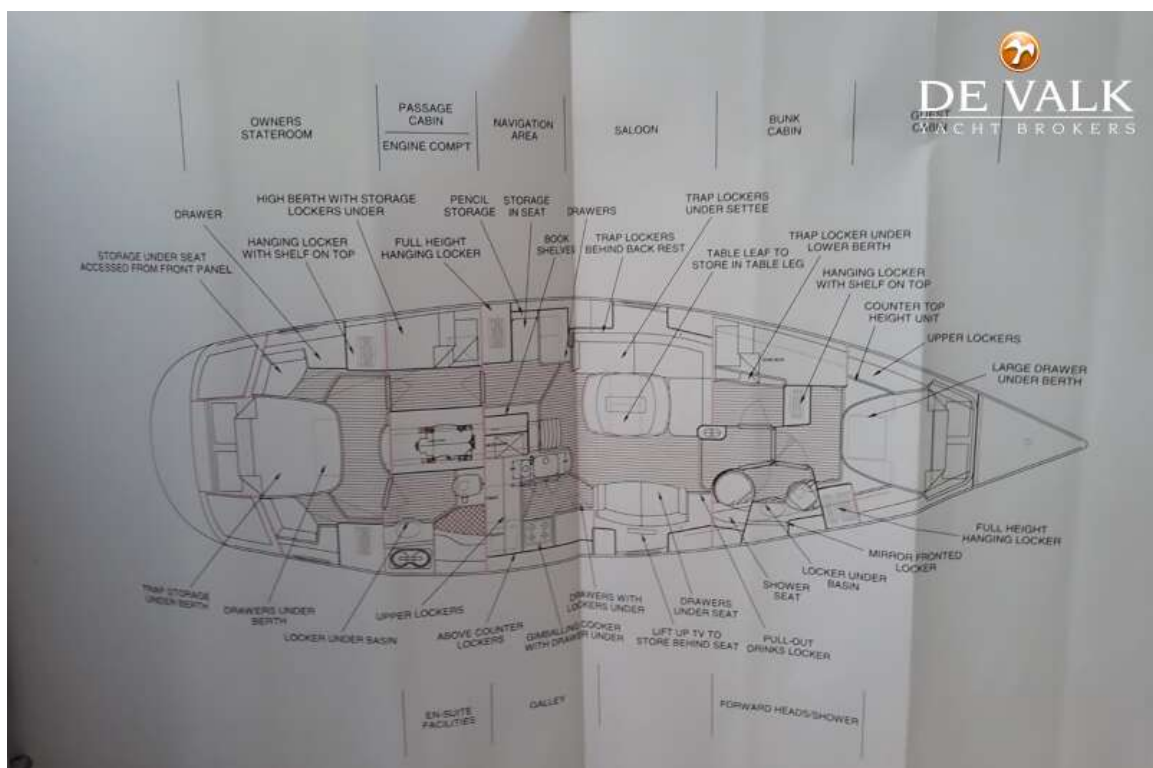 DE VALK
YACHT BROKERS
OWNERS
STATEROOM
PASSAGE
CABIN
ENGINE COMP'T
NAVIGATION
AREA
SALOON
BUNK
CABIN
GUEST
CABIN
DRAWER
HIGH BERTH WITH STORAGE
LOCKERS UNDER
PENCIL
STORAGE
STORAGE
IN SEAT
DRAWERS
TRAP LOCKERS
UNDER SETTEE
STORAGE UNDER SEAT
ACCESSED FROM FRONT PANEL
HANGING LOCKER
WITH SHELF ON TOP
FULL HEIGHT
HANGING LOCKER
BOOK
SHELVES
TRAP LOCKERS
BEHIND BACK REST
TABLE LEAF TO
STORE IN TABLE LEG
TRAP LOCKER UNDER
LOWER BERTH
HANGING LOCKER
WITH SHELF ON TOP
COUNTER TOP
HEIGHT UNIT
UPPER LOCKERS
LARGE DRAWER
UNDER BERTH
TRAP STORAGE
UNDER BERTH
DRAWERS UNDER
BERTH
LOCKER UNDER BASIN
UPPER LOCKERS
ABOVE COUNTER
LOCKERS
GIMBALLING COOKER
WITH DRAWER UNDER
DRAWERS WITH
LOCKERS UNDER
LIFT UP TV TO
STORE BEHIND SEAT
DRAWERS
UNDER SEAT
PULL-OUT
DRINKS LOCKER
SHOWER
SEAT
LOCKER UNDER
BASIN
MIRROR FRONTED
LOCKER
FULL HEIGHT
HANGING LOCKER
EN-SUITE
FACILITIES
GALLEY
FORWARD HEADS/SHOWER